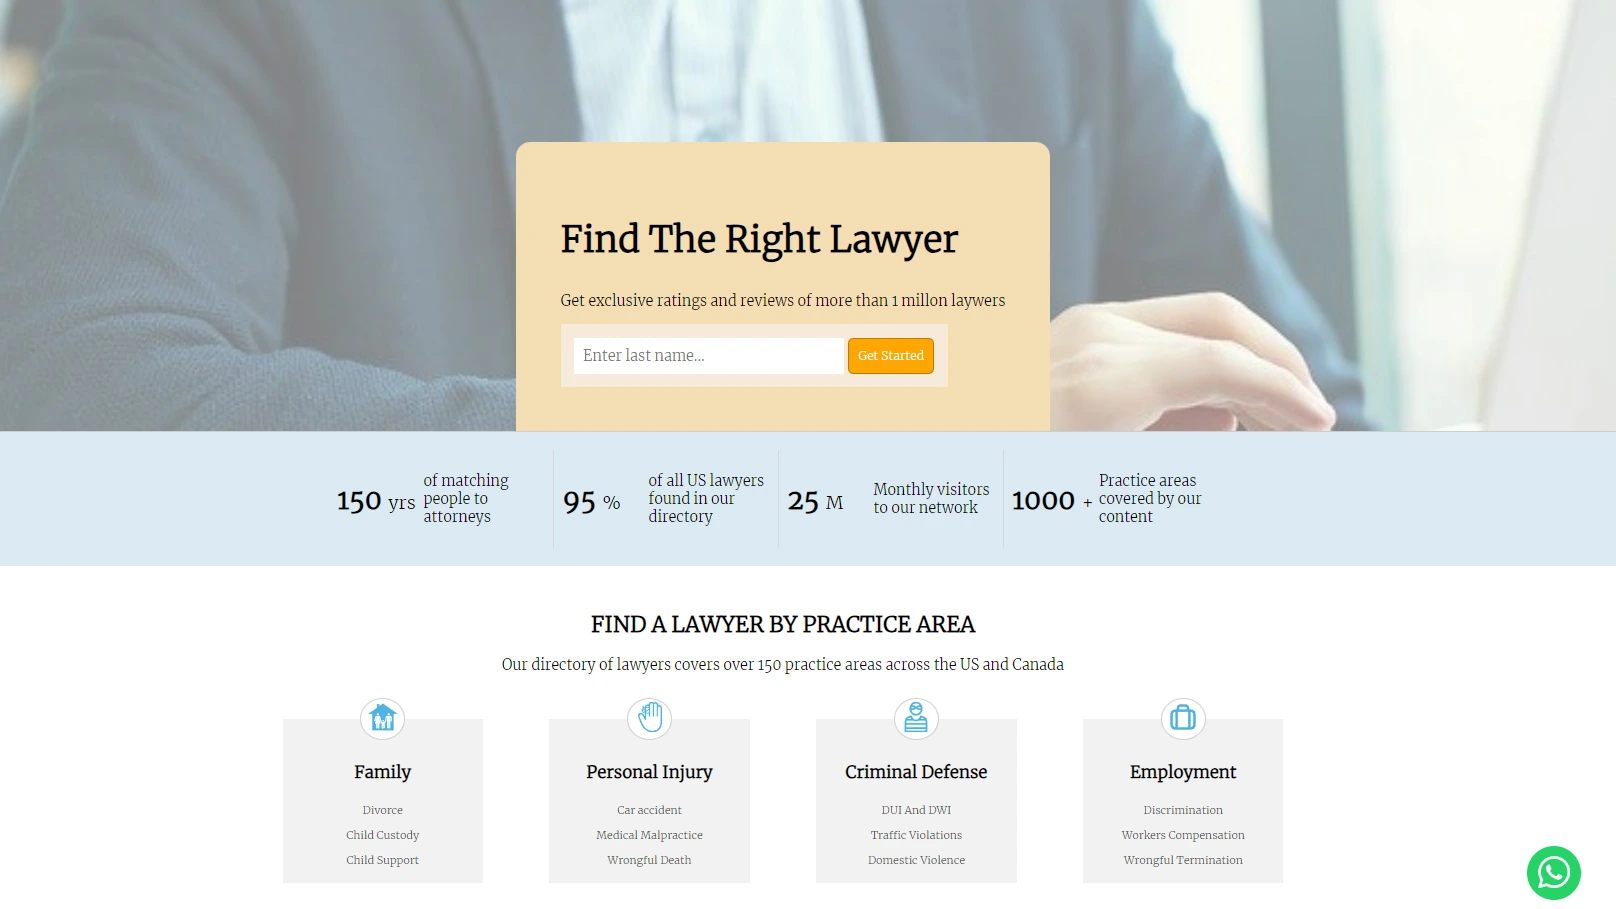 Find The Right Lawyer
Get exclusive ratings and reviews of more than 1 millon laywers
Enter last name...
Get Started
150 yrs
of matching
people to
attorneys
95 %
of all US lawyers
found in our
directory
25 M
Monthly visitors
to our network
1000 +
Practice areas
covered by our
content
FIND A LAWYER BY PRACTICE AREA
Our directory of lawyers covers over 150 practice areas across the US and Canada
Family
Divorce
Child Custody
Child Support
Personal Injury
Car accident
Medical Malpractice
Wrongful Death
Criminal Defense
DUI And DWI
Traffic Violations
Domestic Violence
Employment
Discrimination
Workers Compensation
Wrongful Termination